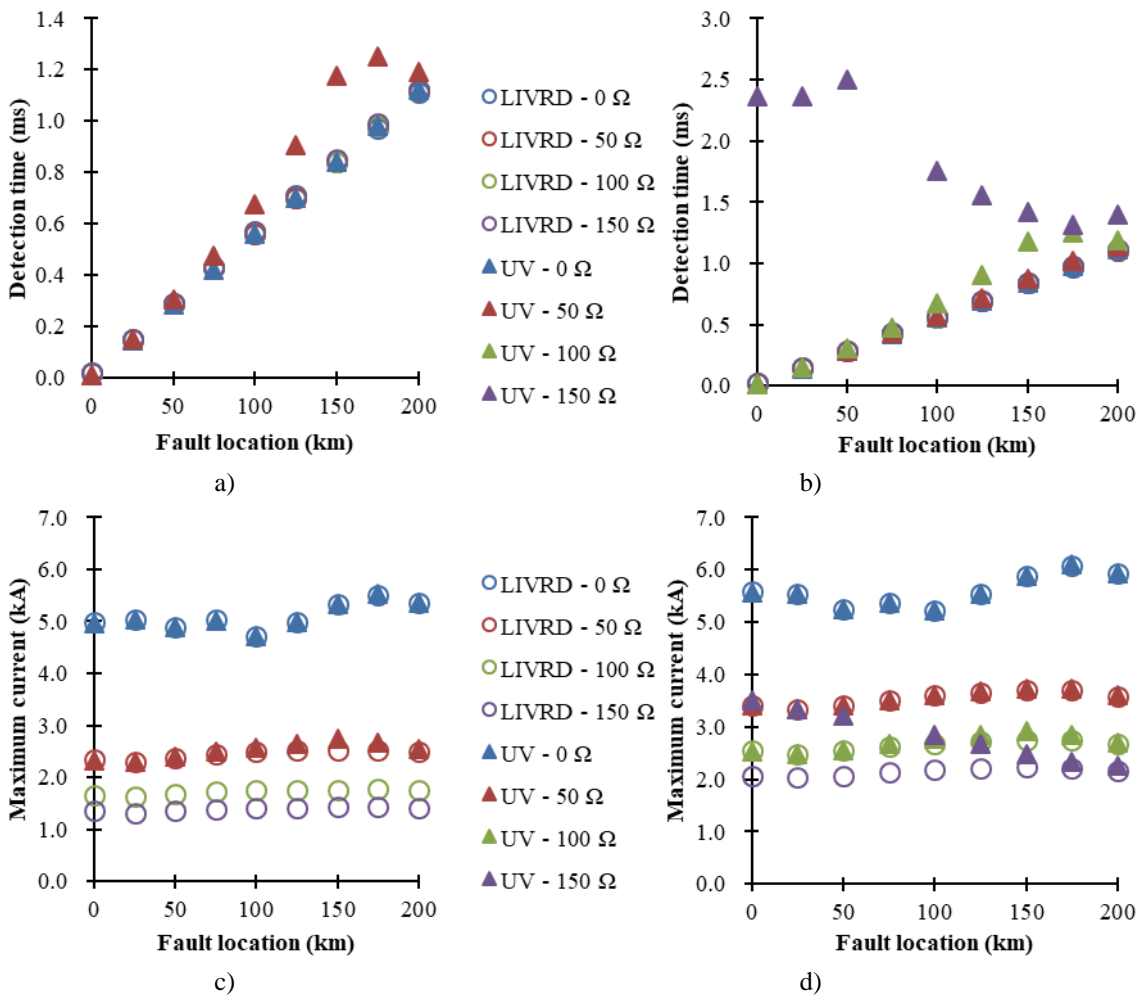 1.4
1.2
1.0
0.8
0.6
0.4
0.2
0.0
Detection time (ms)
0 50 100 150 200
Fault location (km)
a)
LIVRD - 0 Ω
LIVRD - 50 Ω
LIVRD - 100 Ω
LIVRD - 150 Ω
UV - 0 Ω
UV - 50 Ω
UV - 100 Ω
UV - 150 Ω
3.0
2.5
2.0
1.5
1.0
0.5
0.0
Detection time (ms)
0 50 100 150 200
Fault location (km)
b)
7.0
6.0
5.0
4.0
3.0
2.0
1.0
0.0
Maximum current (kA)
0 50 100 150 200
Fault location (km)
c)
LIVRD - 0 Ω
LIVRD - 50 Ω
LIVRD - 100 Ω
LIVRD - 150 Ω
UV - 0 Ω
UV - 50 Ω
UV - 100 Ω
UV - 150 Ω
7.0
6.0
5.0
4.0
3.0
2.0
1.0
0.0
Maximum current (kA)
0 50 100 150 200
Fault location (km)
d)